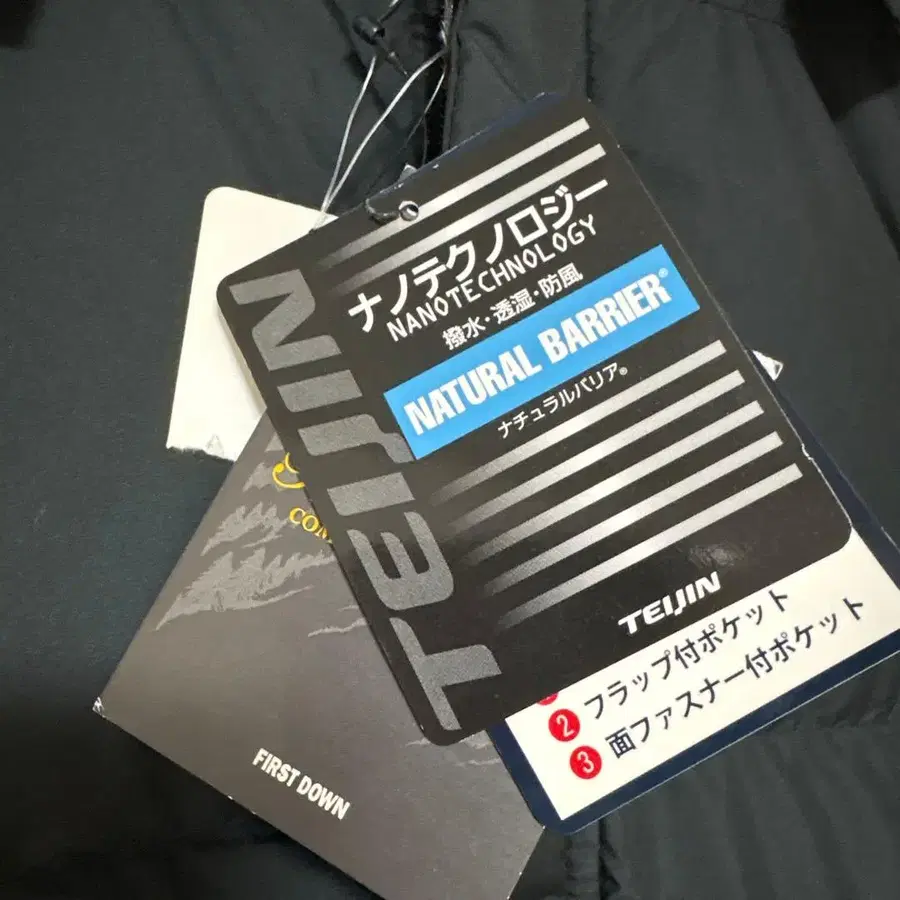 ナノテクノロジー
NANOTECHNOLOGY
撥水・透湿・防風
NATURAL BARRIER®
ナチュラルバリア®
TEIJIN
TEIJIN
FIRST DOWN
2 フラップ付ポケット
3 面ファスナー付ポケット